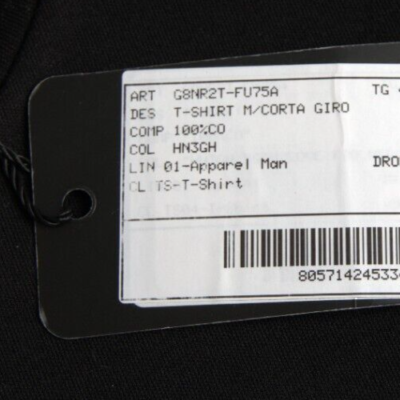 ART G8NR2T-FU75A TG
DES T-SHIRT M/CORTA GIRO
COMP 100%CO
COL HN3GH
LIN 01-Apparel Man DRO
CL TS-T-Shirt
805714245334